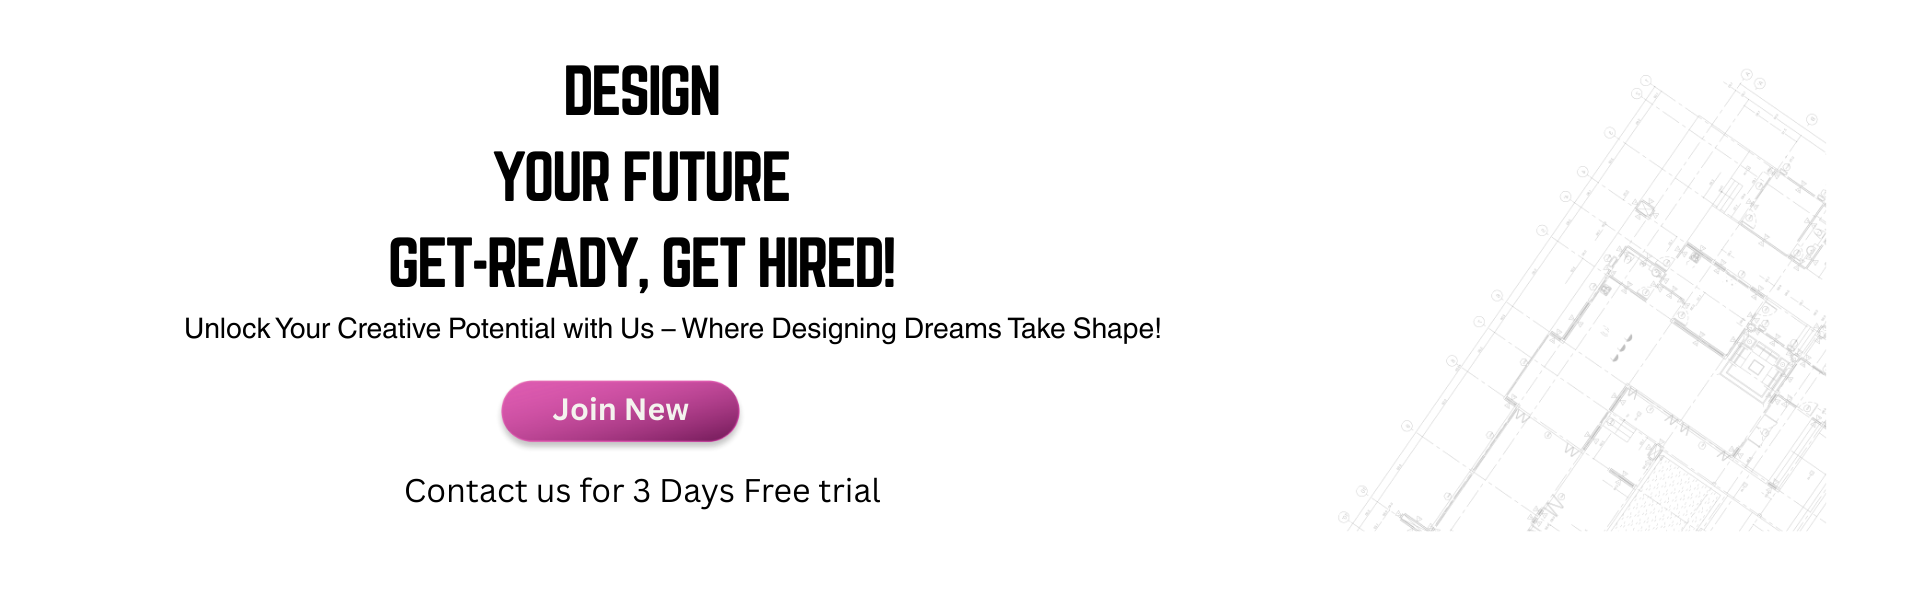 DESIGN
YOUR FUTURE
GET-READY, GET HIRED!
Unlock Your Creative Potential with Us – Where Designing Dreams Take Shape!
Join New
Contact us for 3 Days Free trial